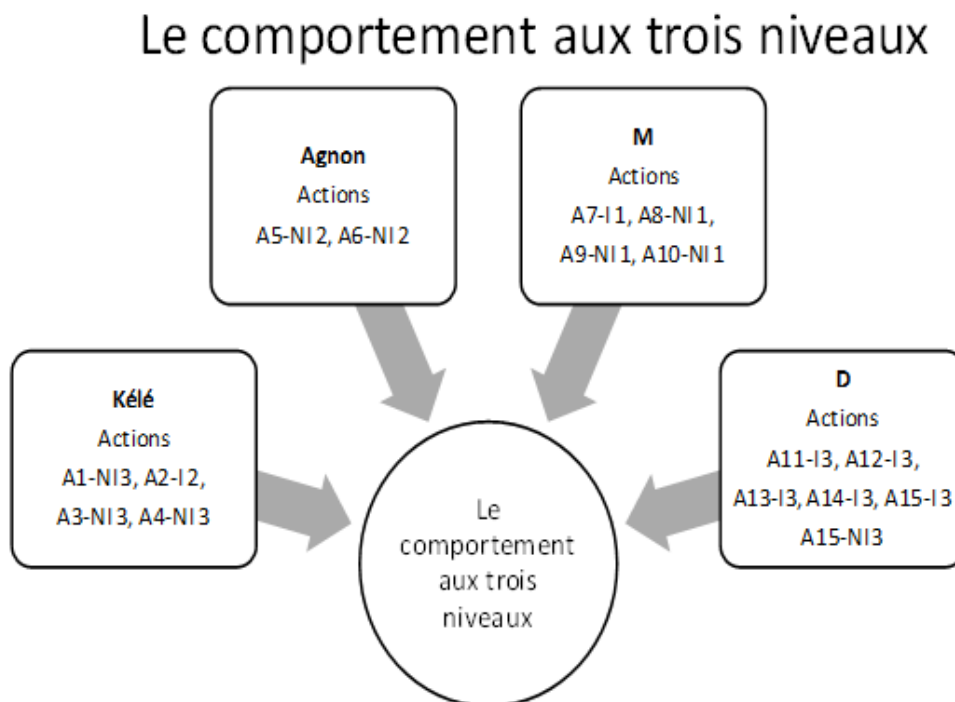 Le comportement aux trois niveaux
Agnon
Actions
A5-NI2, A6-NI2
M
Actions
A7-I1, A8-NI1,
A9-NI1, A10-NI1
Kélé
Actions
A1-NI3, A2-I2,
A3-NI3, A4-NI3
D
Actions
A11-I3, A12-I3,
A13-I3, A14-I3, A15-I3
A15-NI3
Le
comportement
aux trois
niveaux